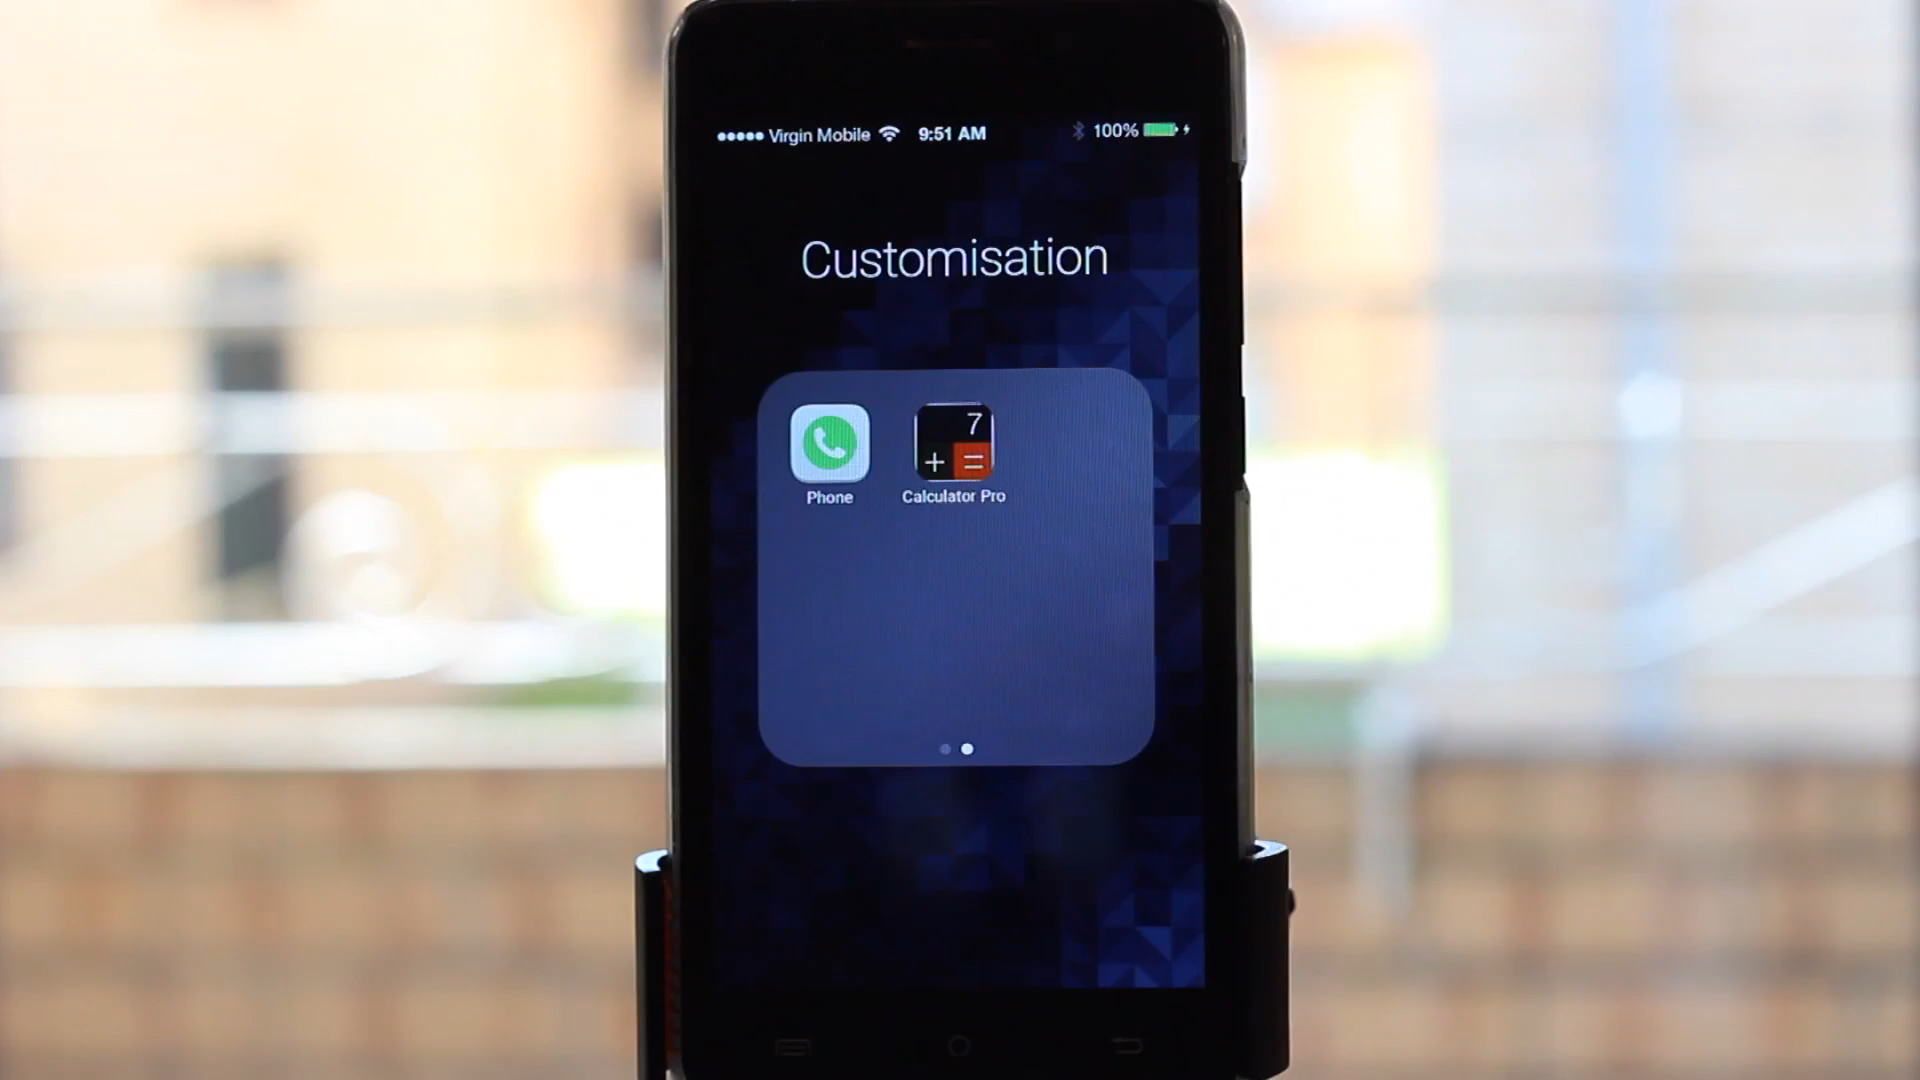 Virgin Mobile 9:51 AM 100%
Customisation
7
+ =
Phone
Calculator Pro